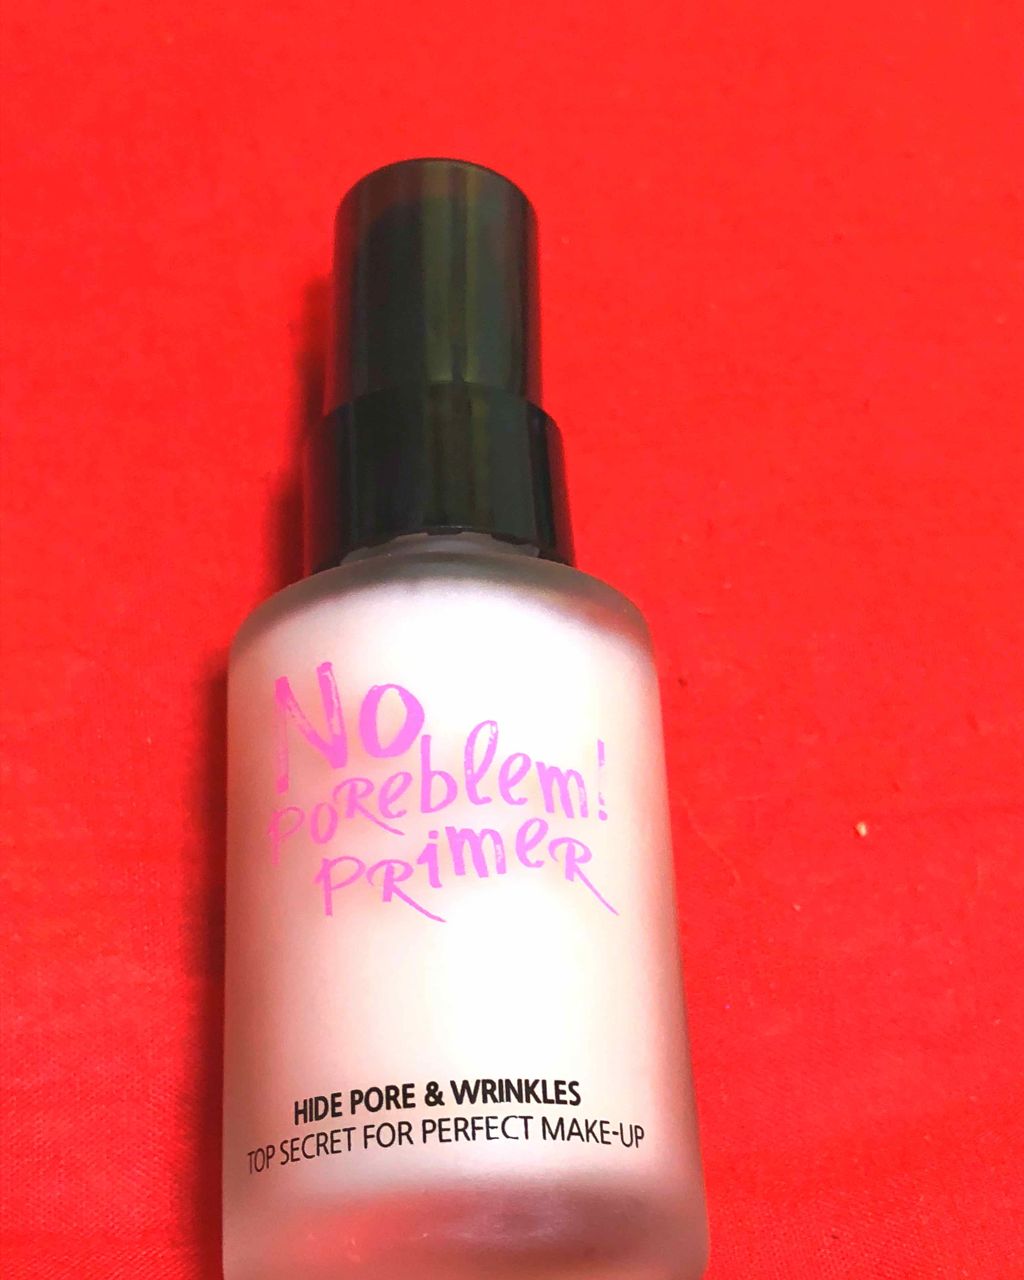 No
Poreblem!
Primer
HIDE PORE & WRINKLES
TOP SECRET FOR PERFECT MAKE-UP